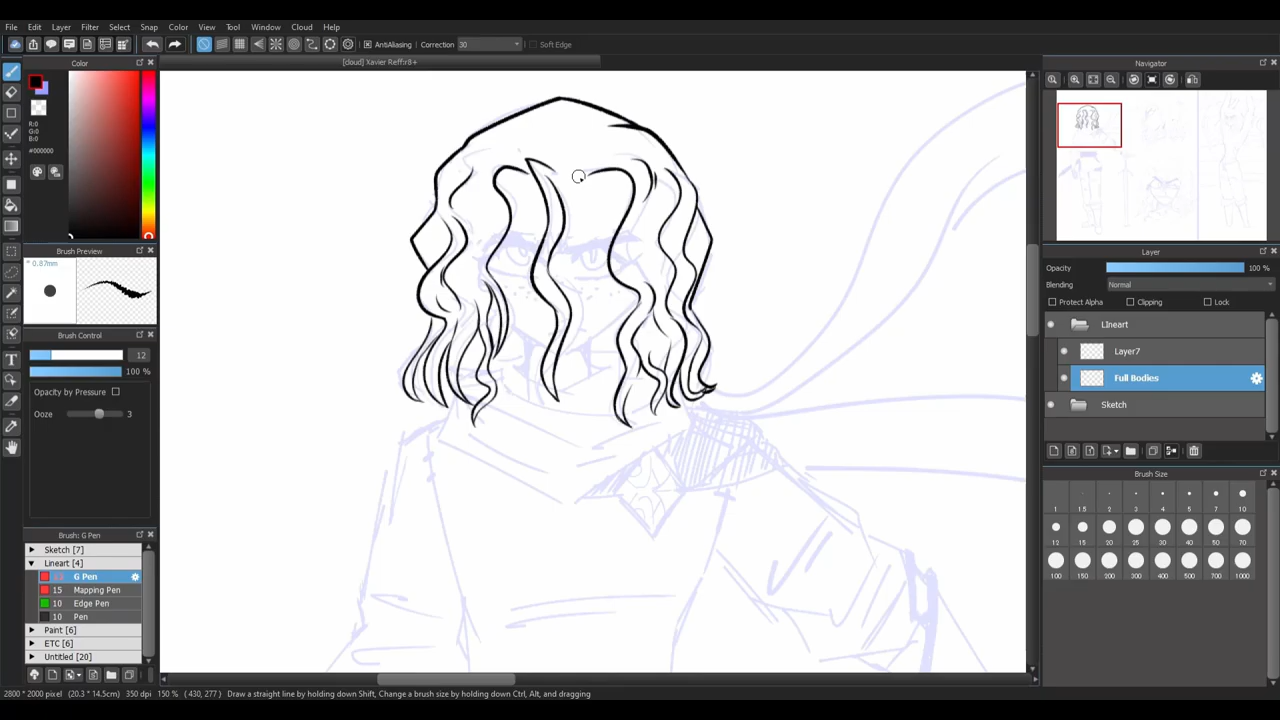 File Edit Layer Filter Select Snap Color View Tool Window Cloud Help
AntiAliasing Correction 30 Soft Edge
Color
[cloud] Xavier Reff:r8+
Navigator
R:0
G:0
B:0
#000000
Brush Preview
* 0.87mm
Layer
Opacity 100 %
Blending Normal
Protect Alpha Clipping Lock
LIneart
Layer7
Full Bodies
Sketch
Brush Control
12
100 %
Opacity by Pressure
Ooze 3
Brush Size
1 1.5 2 3 4 5 7 10
12 15 20 25 30 40 50 70
100 150 200 300 400 500 700 1000
Brush: G Pen
Sketch [7]
Lineart [4]
G Pen
15 Mapping Pen
10 Edge Pen
10 Pen
Paint [6]
ETC [6]
Untitled [20]
2800 * 2000 pixel (20.3 * 14.5cm) 350 dpi 150 % ( 430, 277 ) Draw a straight line by holding down Shift, Change a brush size by holding down Ctrl, Alt, and dragging